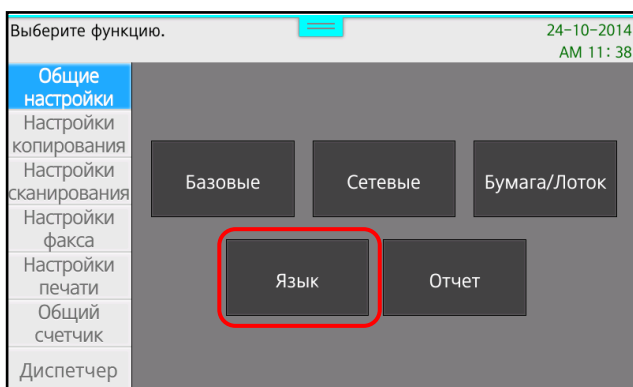 Выберите функцию.
24-10-2014
AM 11:38
Общие
настройки
Настройки
копирования
Настройки
сканирования
Настройки
факса
Настройки
печати
Общий
счетчик
Диспетчер
Базовые
Сетевые
Бумага/Лоток
Язык
Отчет